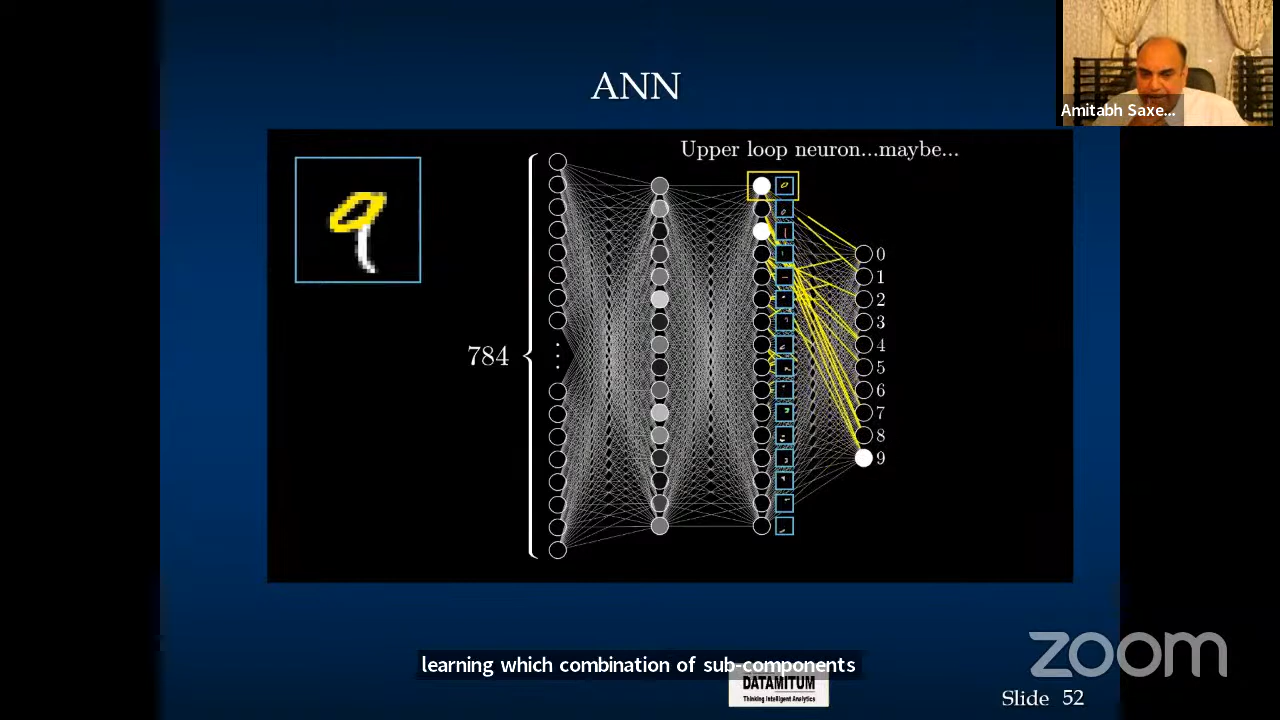 ANN
Amitabh Saxe...
Upper loop neuron...maybe...
784
0
1
2
3
4
5
6
7
8
9
learning which combination of sub-components
DATAMITUM
Thinking Intelligent Analytics
zoom
Slide 52